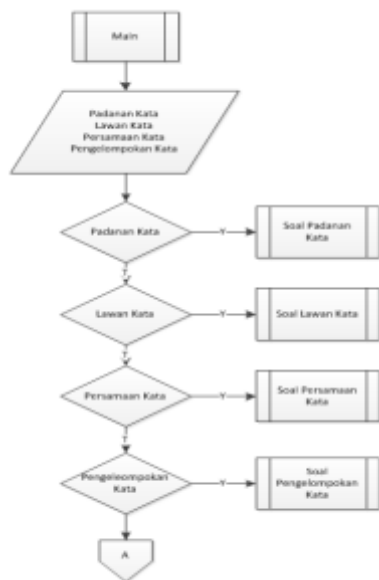 Main
Padanan Kata
Lawan Kata
Persamaan Kata
Pengelompokan Kata
Padanan Kata
Y
Soal Padanan
Kata
T
Lawan Kata
Y
Soal Lawan Kata
T
Persamaan Kata
Y
Soal Persamaan
Kata
T
Pengeleompokan
Kata
Y
Soal
Pengelompokan
Kata
A